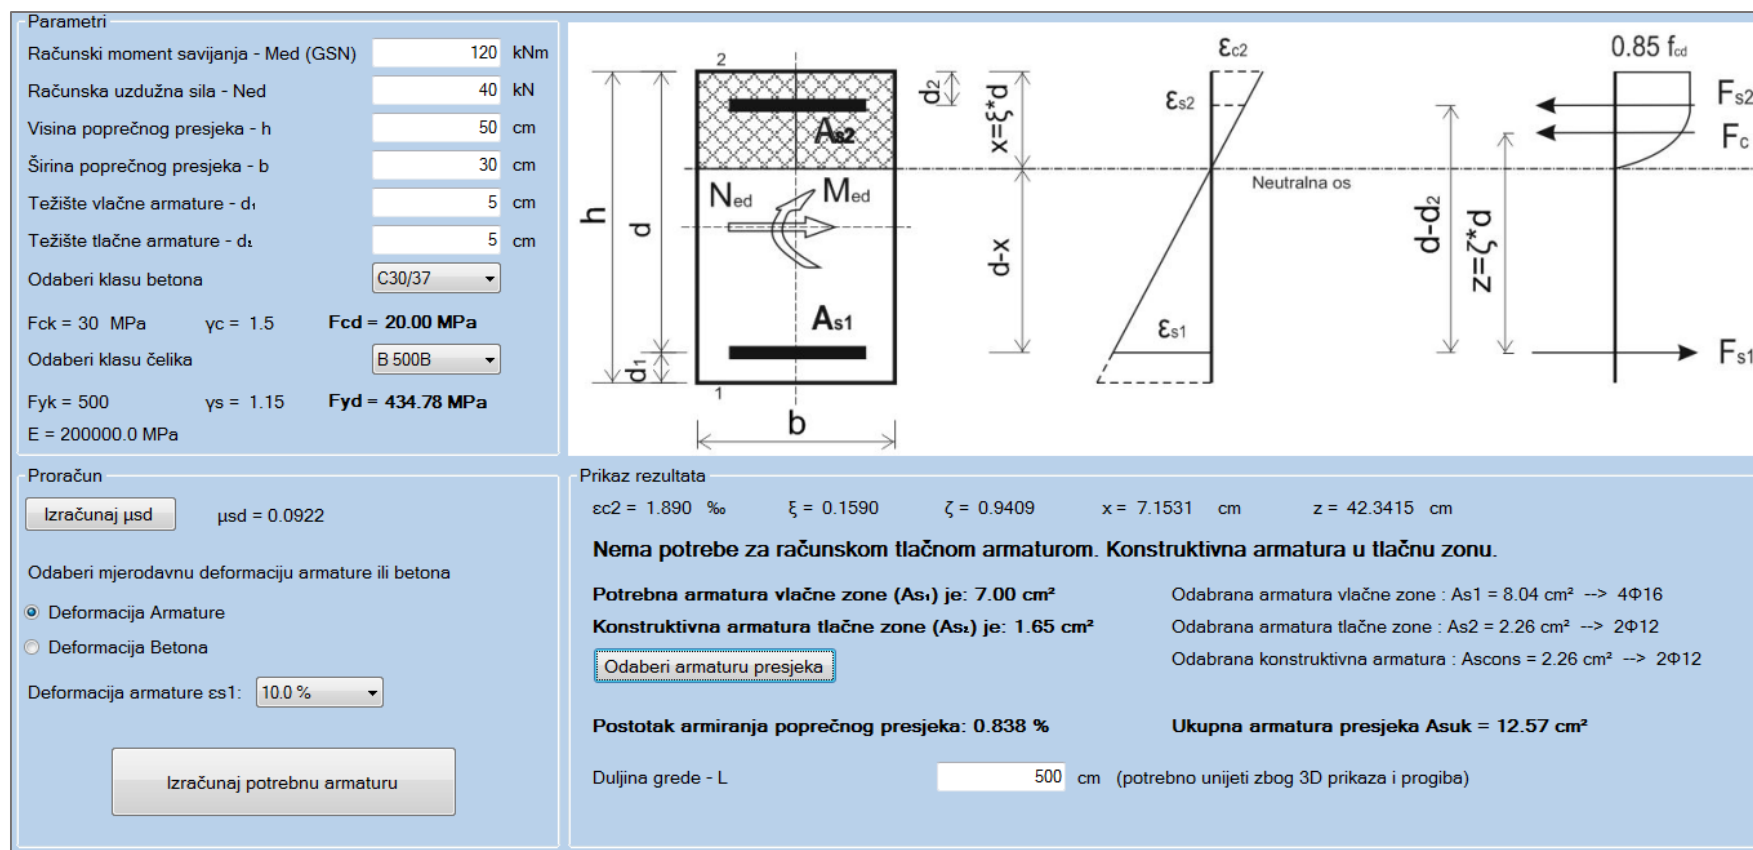 Parametri
Računski moment savijanja - Med (GSN) 120 kNm
Računska uzdužna sila - Ned 40 kN
Visina poprečnog presjeka - h 50 cm
Širina poprečnog presjeka - b 30 cm
Težište vlačne armature - d₁ 5 cm
Težište tlačne armature - d₂ 5 cm
Odaberi klasu betona C30/37
Fck = 30 MPa γc = 1.5 Fcd = 20.00 MPa
Odaberi klasu čelika B 500B
Fyk = 500 γs = 1.15 Fyd = 434.78 MPa
E = 200000.0 MPa
2
h
d
d₂
As2
Ned
Med
As1
d₁
1
b
x=ξ*d
d-x
εc2
εs2
Neutralna os
εs1
0.85 fcd
Fs2
Fc
d-d₂
z=ζ*d
Fs1
Proračun
Izračunaj μsd μsd = 0.0922
Odaberi mjerodavnu deformaciju armature ili betona
Deformacija Armature
Deformacija Betona
Deformacija armature εs1: 10.0 %
Izračunaj potrebnu armaturu
Prikaz rezultata
εc2 = 1.890 ‰ ξ = 0.1590 ζ = 0.9409 x = 7.1531 cm z = 42.3415 cm
Nema potrebe za računskom tlačnom armaturom. Konstruktivna armatura u tlačnu zonu.
Potrebna armatura vlačne zone (As₁) je: 7.00 cm² Odabrana armatura vlačne zone : As1 = 8.04 cm² --> 4Φ16
Konstruktivna armatura tlačne zone (As₂) je: 1.65 cm² Odabrana armatura tlačne zone : As2 = 2.26 cm² --> 2Φ12
Odaberi armaturu presjeka Odabrana konstruktivna armatura : Ascons = 2.26 cm² --> 2Φ12
Postotak armiranja poprečnog presjeka: 0.838 % Ukupna armatura presjeka Asuk = 12.57 cm²
Duljina grede - L 500 cm (potrebno unijeti zbog 3D prikaza i progiba)